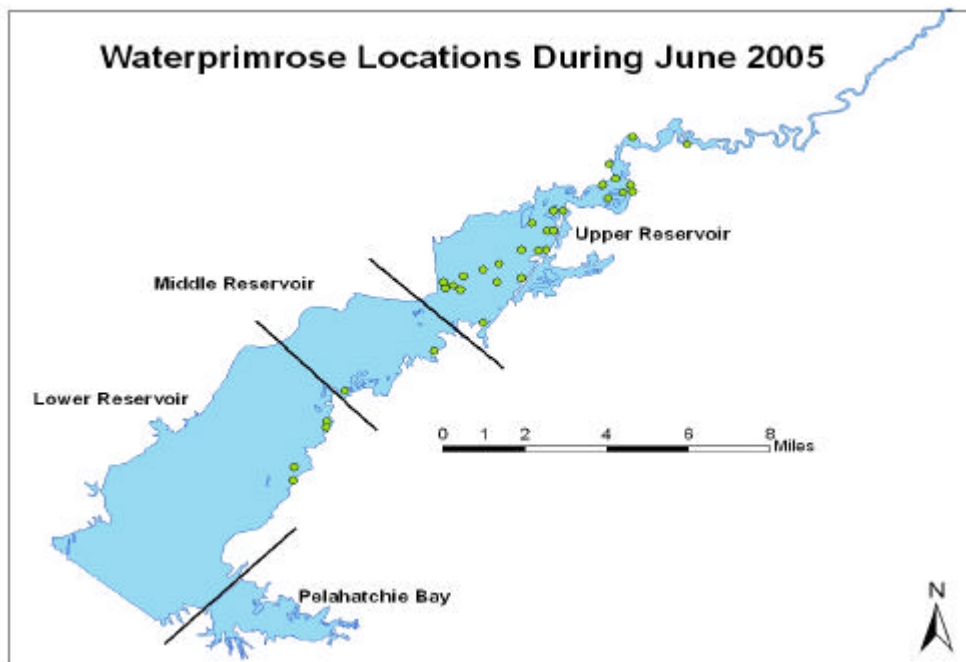 Waterprimrose Locations During June 2005
Upper Reservoir
Middle Reservoir
Lower Reservoir
0 1 2 4 6 8
Miles
Pelahatchie Bay
N